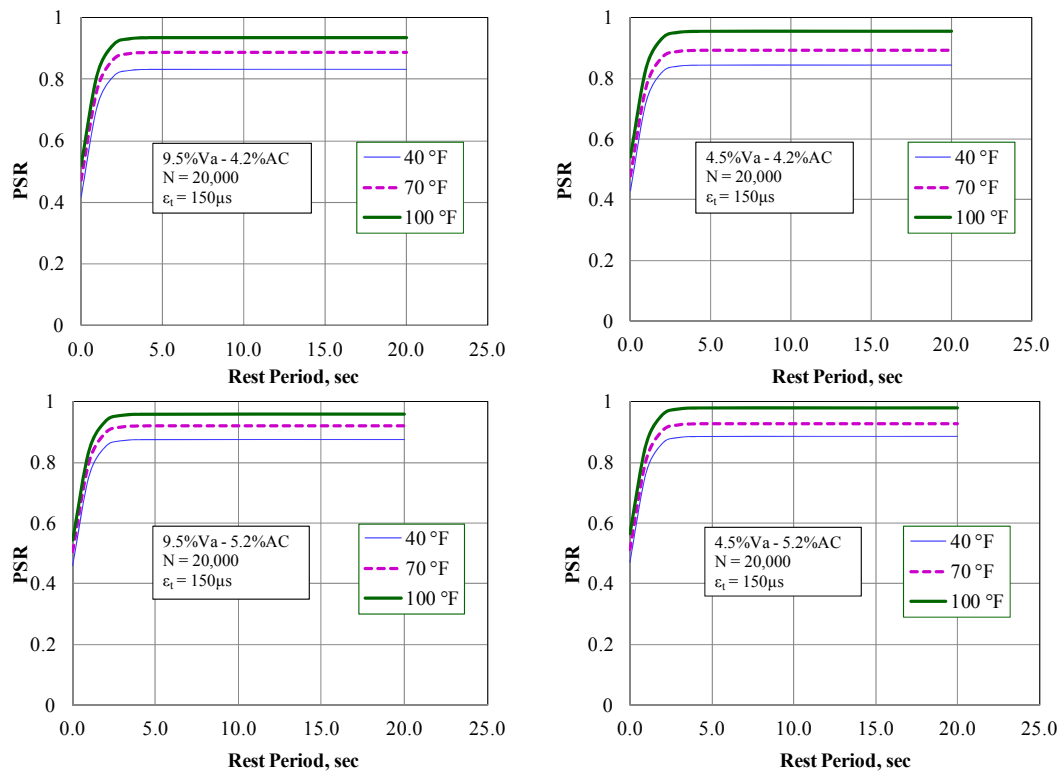 1
0.8
0.6
0.4
0.2
0
PSR
9.5%Va - 4.2%AC
N = 20,000
εt = 150µs
40 °F
70 °F
100 °F
0.0 5.0 10.0 15.0 20.0 25.0
Rest Period, sec
1
0.8
0.6
0.4
0.2
0
PSR
4.5%Va - 4.2%AC
N = 20,000
εt = 150µs
40 °F
70 °F
100 °F
0.0 5.0 10.0 15.0 20.0 25.0
Rest Period, sec
1
0.8
0.6
0.4
0.2
0
PSR
9.5%Va - 5.2%AC
N = 20,000
εt = 150µs
40 °F
70 °F
100 °F
0.0 5.0 10.0 15.0 20.0 25.0
Rest Period, sec
1
0.8
0.6
0.4
0.2
0
PSR
4.5%Va - 5.2%AC
N = 20,000
εt = 150µs
40 °F
70 °F
100 °F
0.0 5.0 10.0 15.0 20.0 25.0
Rest Period, sec